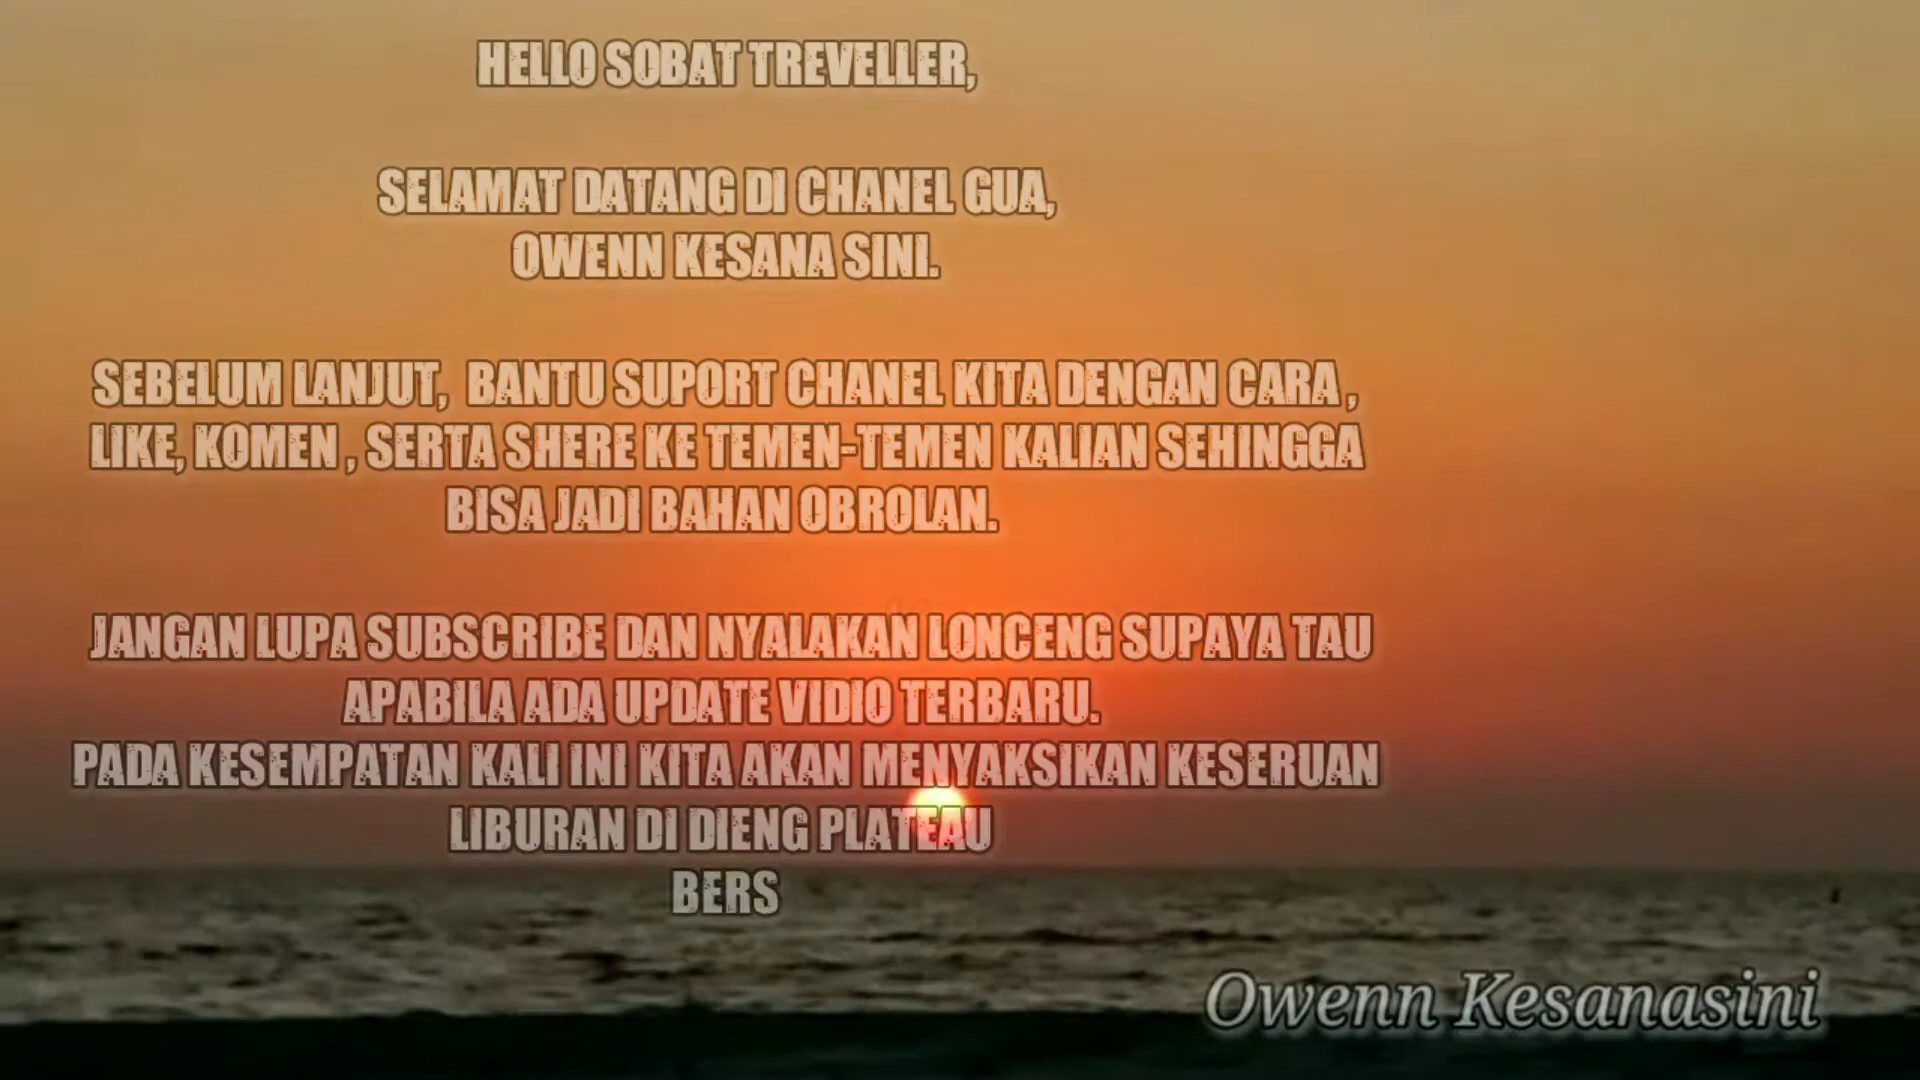 HELLO SOBAT TREVELLER,
SELAMAT DATANG DI CHANEL GUA,
OWENN KESANA SINI.
SEBELUM LANJUT, BANTU SUPORT CHANEL KITA DENGAN CARA ,
LIKE, KOMEN , SERTA SHERE KE TEMEN-TEMEN KALIAN SEHINGGA
BISA JADI BAHAN OBROLAN.
JANGAN LUPA SUBSCRIBE DAN NYALAKAN LONCENG SUPAYA TAU
APABILA ADA UPDATE VIDIO TERBARU.
PADA KESEMPATAN KALI INI KITA AKAN MENYAKSIKAN KESERUAN
LIBURAN DI DIENG PLATEAU
BERS
Owenn Kesanasini